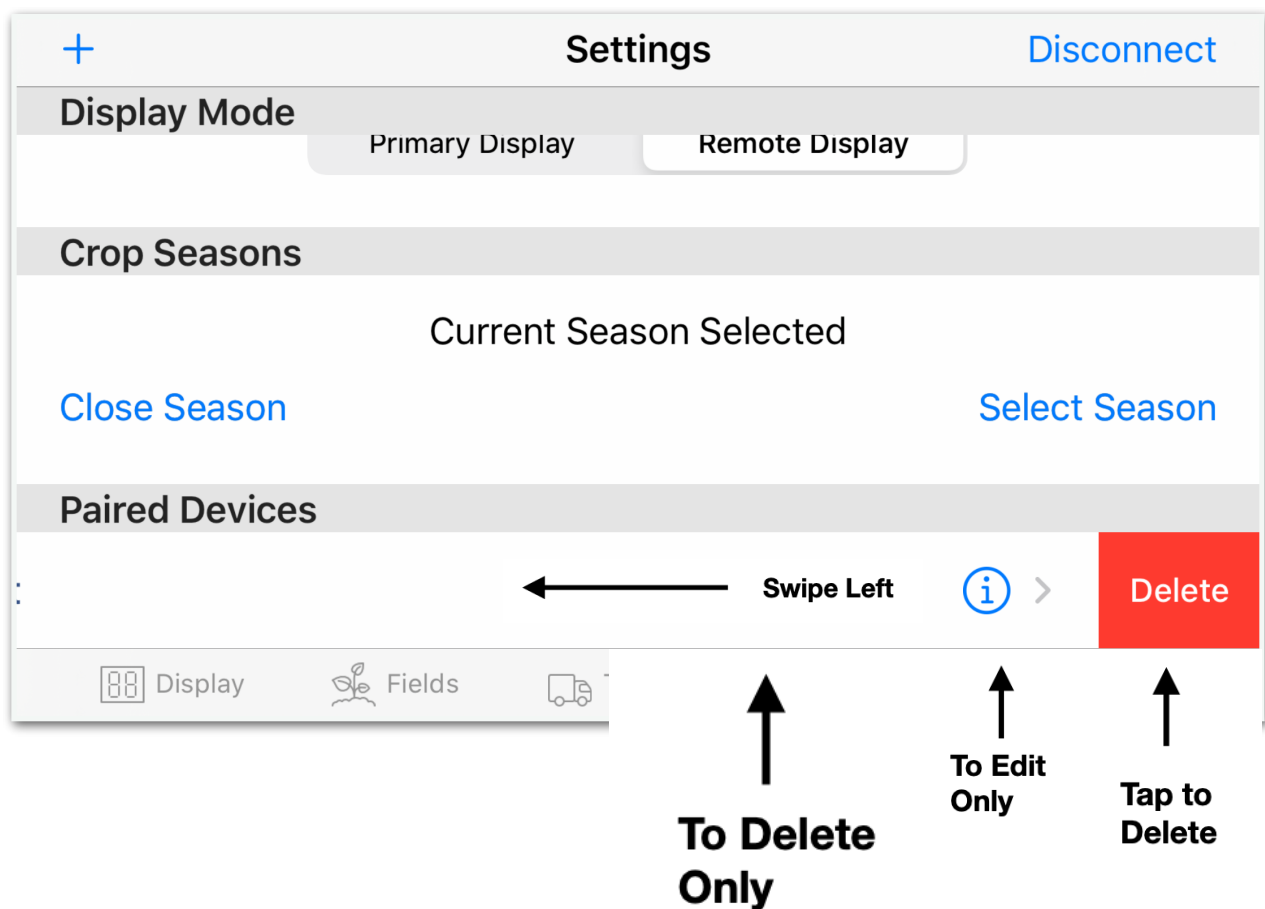 + Settings Disconnect
Display Mode
Primary Display Remote Display
Crop Seasons
Current Season Selected
Close Season Select Season
Paired Devices
Swipe Left Delete
88 Display Fields
To Edit
Only
Tap to
Delete
To Delete
Only